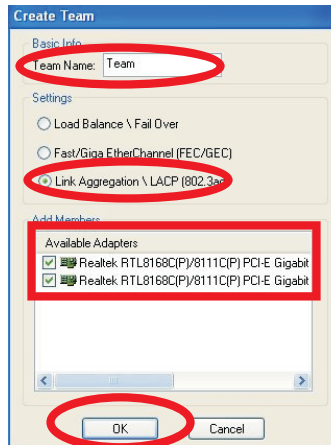 Create Team
Basic Info
Team Name: Team
Settings
Load Balance \ Fail Over
Fast/Giga EtherChannel (FEC/GEC)
Link Aggregation \ LACP (802.3ad
Add Members
Available Adapters
Realtek RTL8168C(P)/8111C(P) PCI-E Gigabit
Realtek RTL8168C(P)/8111C(P) PCI-E Gigabit
OK Cancel